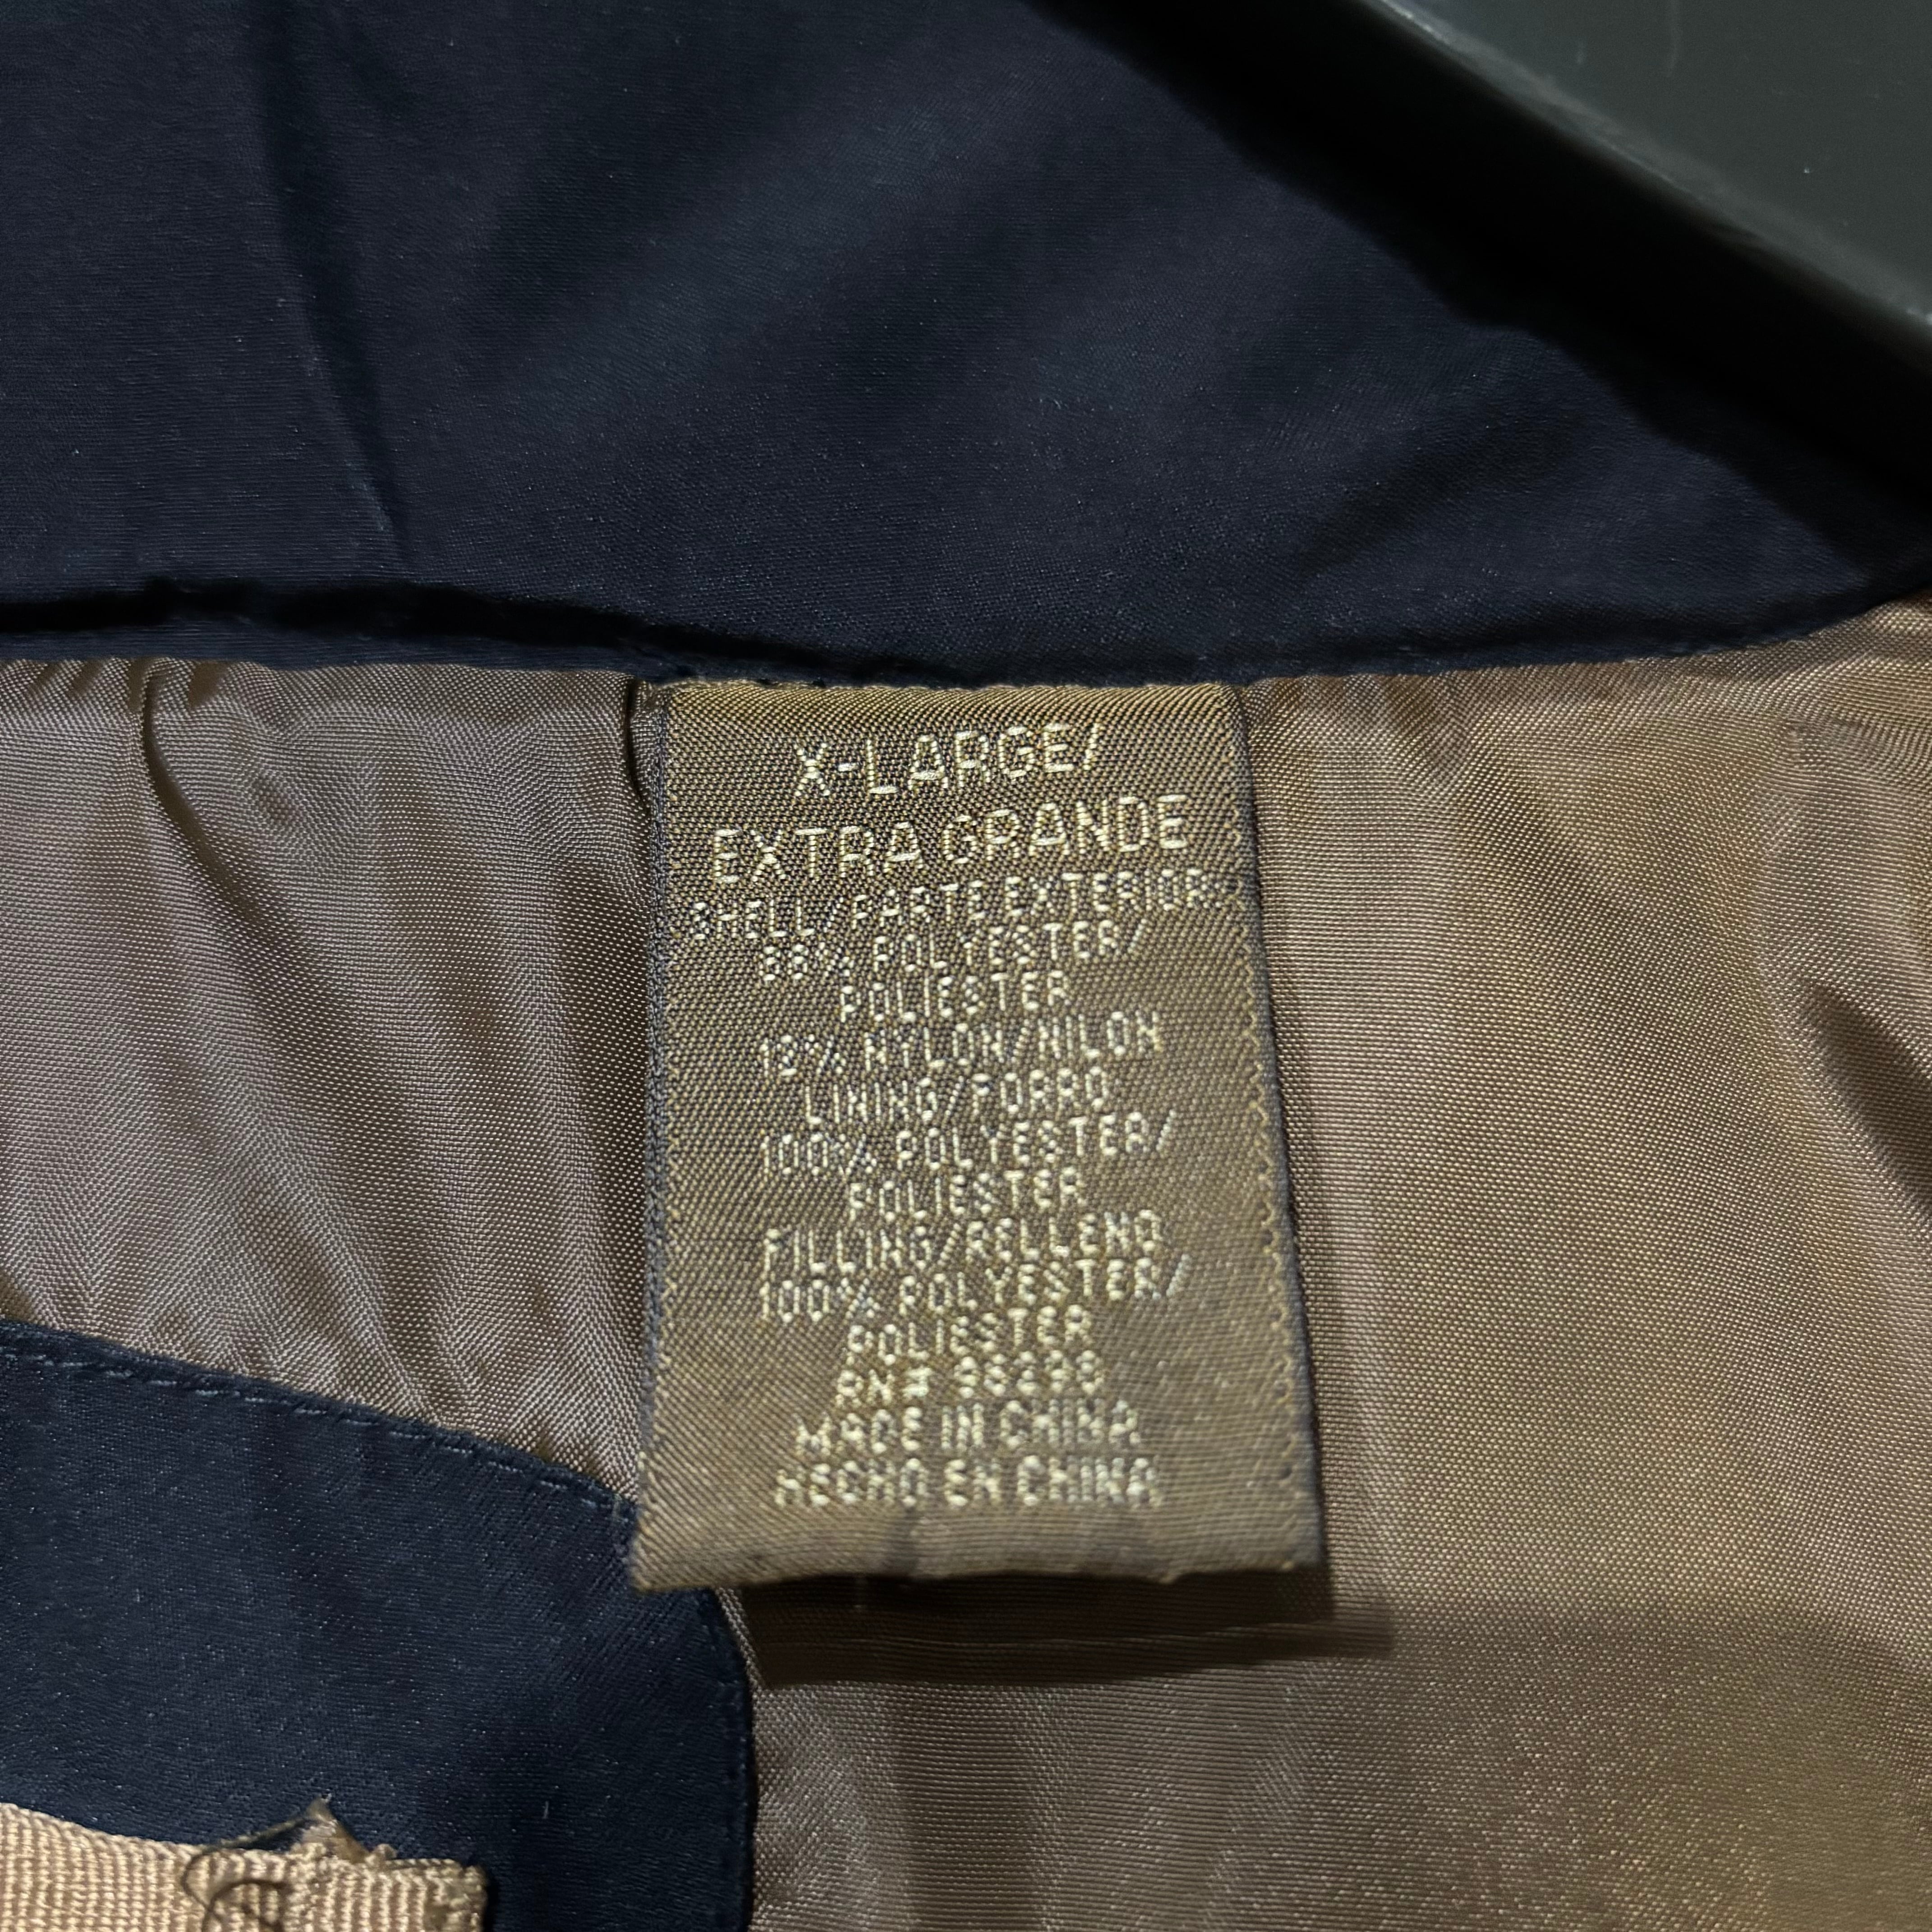 X-LARGE/
EXTRA GRANDE
SHELL/PARTE EXTERIOR
88% POLYESTER/
POLIESTER
12% NYLON/NILON
LINING/FORRO
100% POLYESTER/
POLIESTER
FILLING/RELLENO
100% POLYESTER/
POLIESTER
RN#
MADE IN CHINA
HECHO EN CHINA